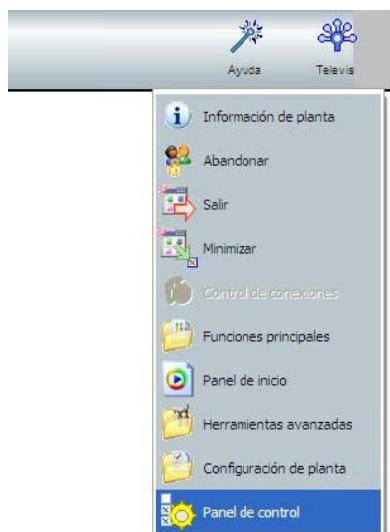 Ayuda Televis
Información de planta
Abandonar
Salir
Minimizar
Control de conexiones
Funciones principales
Panel de inicio
Herramientas avanzadas
Configuración de planta
Panel de control